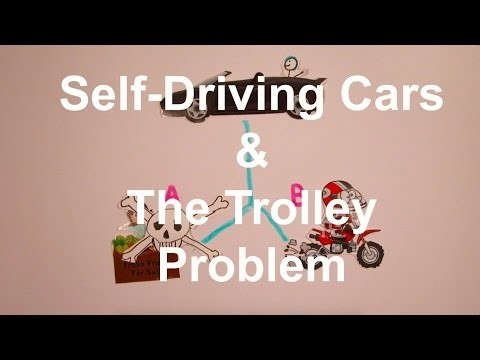 Self-Driving Cars
&
A
B
The Trolley
Problem